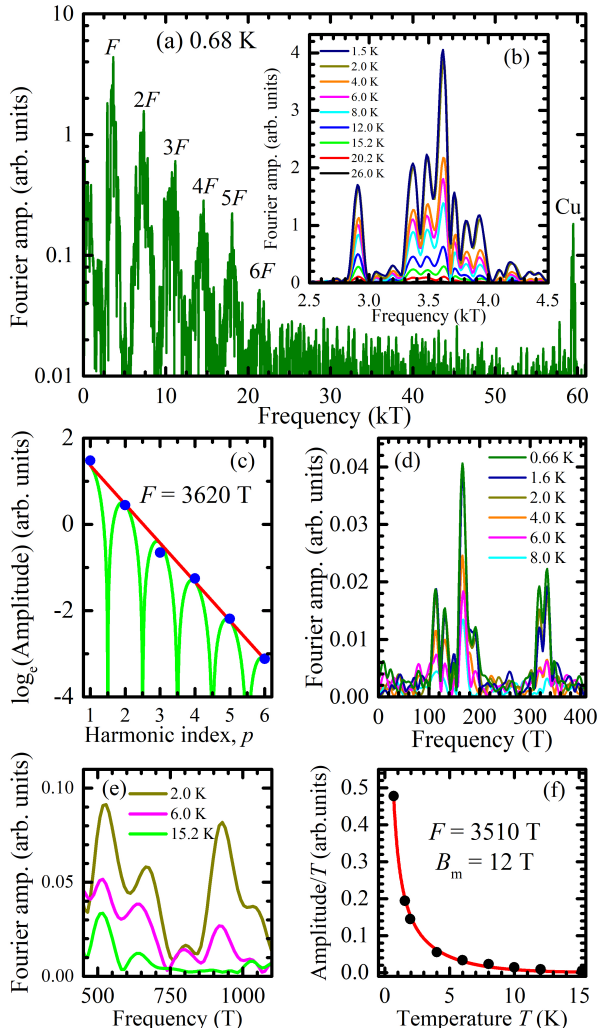 (a) 0.68 K
F
2F
3F
4F
5F
6F
Cu
10
1
0.1
0.01
Fourier amp. (arb. units)
0 10 20 30 40 50 60
Frequency (kT)
(b)
1.5 K
2.0 K
4.0 K
6.0 K
8.0 K
12.0 K
15.2 K
20.2 K
26.0 K
4
3
2
1
0
Fourier amp. (arb. units)
2.5 3.0 3.5 4.0 4.5
Frequency (kT)
(c)
F = 3620 T
2
0
-2
-4
logₑ(Amplitude) (arb. units)
1 2 3 4 5 6
Harmonic index, p
(d)
0.66 K
1.6 K
2.0 K
4.0 K
6.0 K
8.0 K
0.04
0.03
0.02
0.01
0.00
Fourier amp. (arb. units)
0 100 200 300 400
Frequency (T)
(e)
2.0 K
6.0 K
15.2 K
0.10
0.05
0.00
Fourier amp. (arb. units)
500 750 1000
Frequency (T)
(f)
F = 3510 T
Bₘ = 12 T
0.5
0.4
0.3
0.2
0.1
0.0
Amplitude/T (arb.units)
0 5 10 15
Temperature T (K)